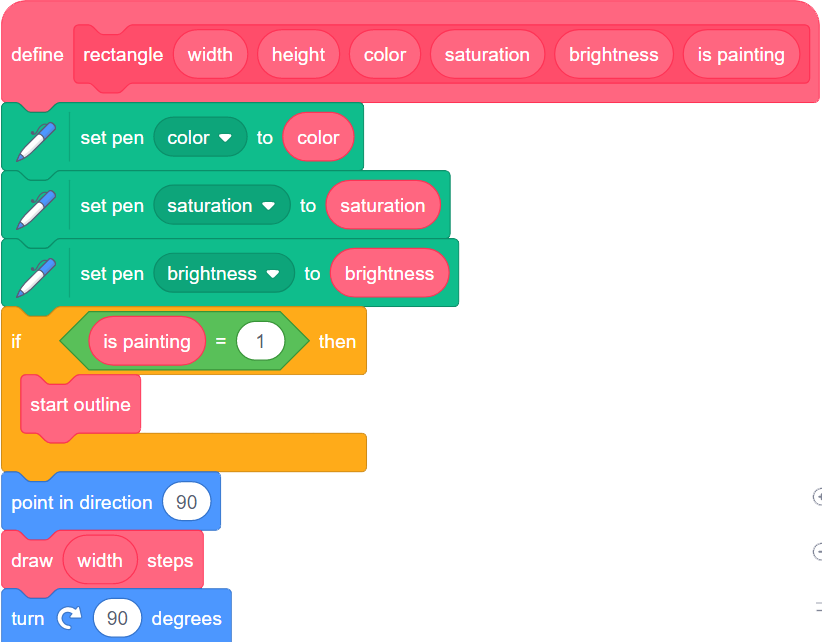 define rectangle width height color saturation brightness is painting
set pen color to color
set pen saturation to saturation
set pen brightness to brightness
if is painting = 1 then
start outline
point in direction 90
draw width steps
turn 90 degrees